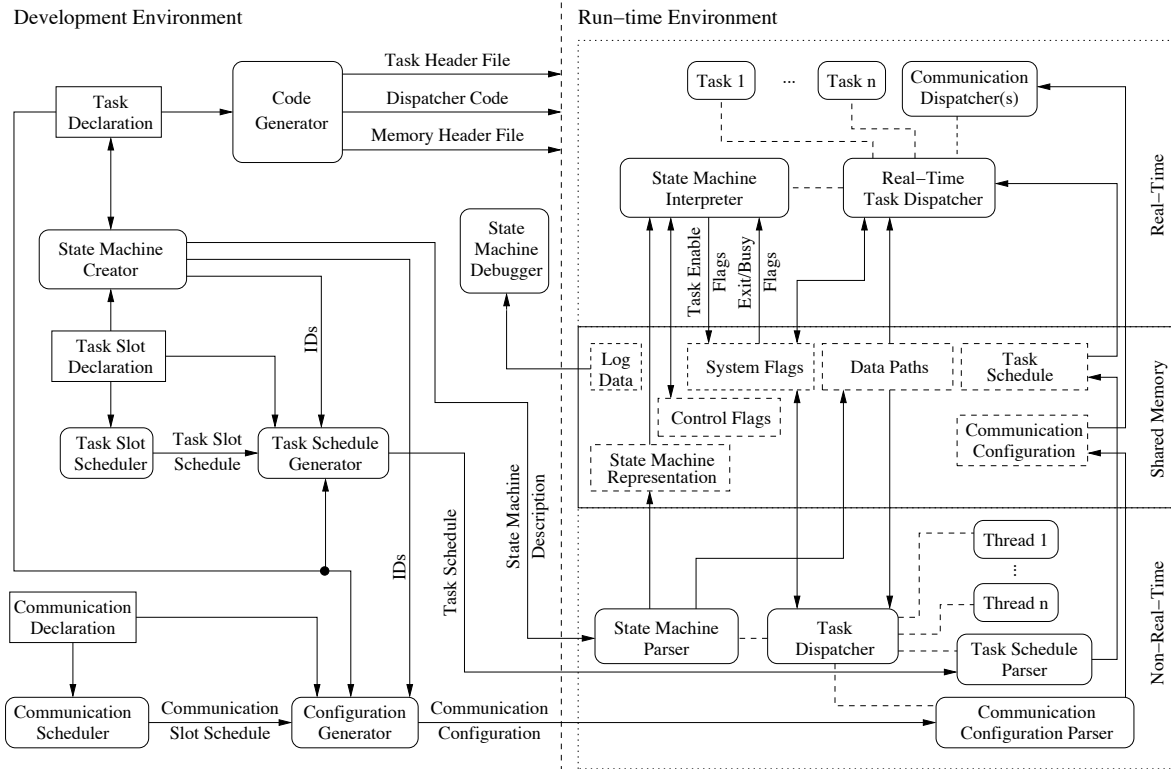 Development Environment
Run-time Environment
Task Header File
Dispatcher Code
Memory Header File
Task
Declaration
Code
Generator
Task 1
...
Task n
Communication
Dispatcher(s)
State Machine
Interpreter
Real-Time
Task Dispatcher
Real-Time
State Machine
Creator
State
Machine
Debugger
Task Enable
Flags
Exit/Busy
Flags
Task Slot
Declaration
IDs
Log
Data
System Flags
Data Paths
Task
Schedule
Control Flags
Shared Memory
Task Slot
Scheduler
Task Slot
Schedule
Task Schedule
Generator
State Machine
Representation
Communication
Configuration
State Machine
Description
Task Schedule
IDs
Thread 1
...
Thread n
Non-Real-Time
Communication
Declaration
State Machine
Parser
Task
Dispatcher
Task Schedule
Parser
Communication
Scheduler
Communication
Slot Schedule
Configuration
Generator
Communication
Configuration
Communication
Configuration Parser